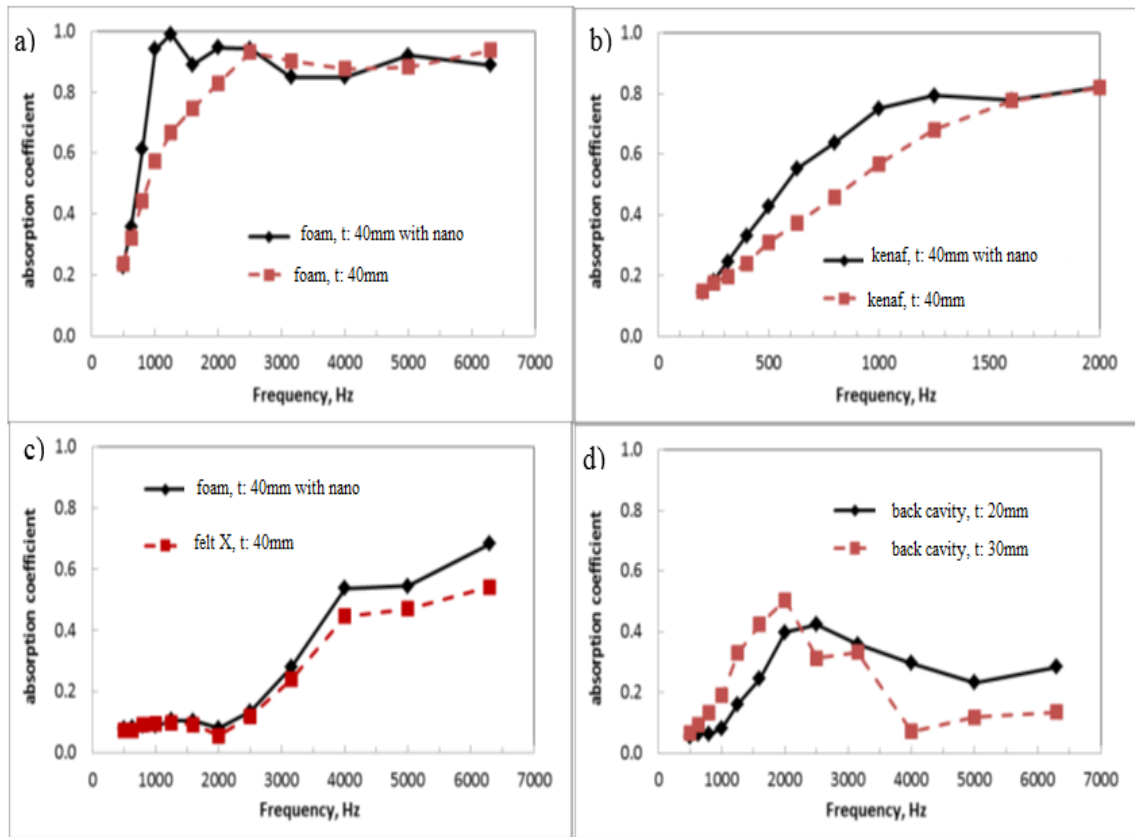 a)
absorption coefficient
1.0
0.8
0.6
0.4
0.2
0.0
foam, t: 40mm with nano
foam, t: 40mm
0 1000 2000 3000 4000 5000 6000 7000
Frequency, Hz
b)
absorption coefficient
1.0
0.8
0.6
0.4
0.2
0.0
kenaf, t: 40mm with nano
kenaf, t: 40mm
0 500 1000 1500 2000
Frequency, Hz
c)
absorption coefficient
1.0
0.8
0.6
0.4
0.2
0.0
foam, t: 40mm with nano
felt X, t: 40mm
0 1000 2000 3000 4000 5000 6000 7000
Frequency, Hz
d)
absorption coefficient
1.0
0.8
0.6
0.4
0.2
0.0
back cavity, t: 20mm
back cavity, t: 30mm
0 1000 2000 3000 4000 5000 6000 7000
Frequency, Hz